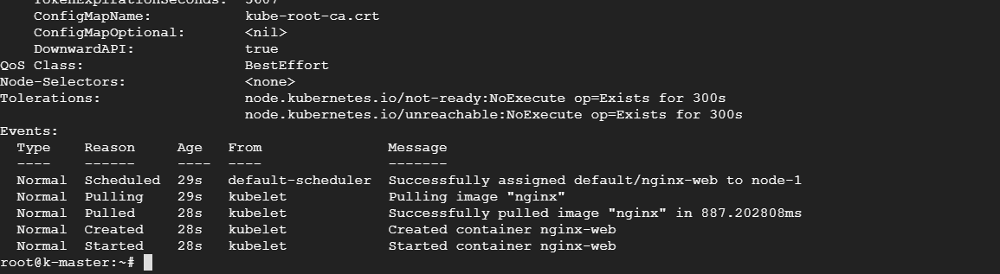 TokenExpirationSeconds: 3607
ConfigMapName: kube-root-ca.crt
ConfigMapOptional: <nil>
DownwardAPI: true
QoS Class: BestEffort
Node-Selectors: <none>
Tolerations: node.kubernetes.io/not-ready:NoExecute op=Exists for 300s
node.kubernetes.io/unreachable:NoExecute op=Exists for 300s
Events:
Type Reason Age From Message
---- ------ ---- ---- -------
Normal Scheduled 29s default-scheduler Successfully assigned default/nginx-web to node-1
Normal Pulling 29s kubelet Pulling image "nginx"
Normal Pulled 28s kubelet Successfully pulled image "nginx" in 887.202808ms
Normal Created 28s kubelet Created container nginx-web
Normal Started 28s kubelet Started container nginx-web
root@k-master:~#